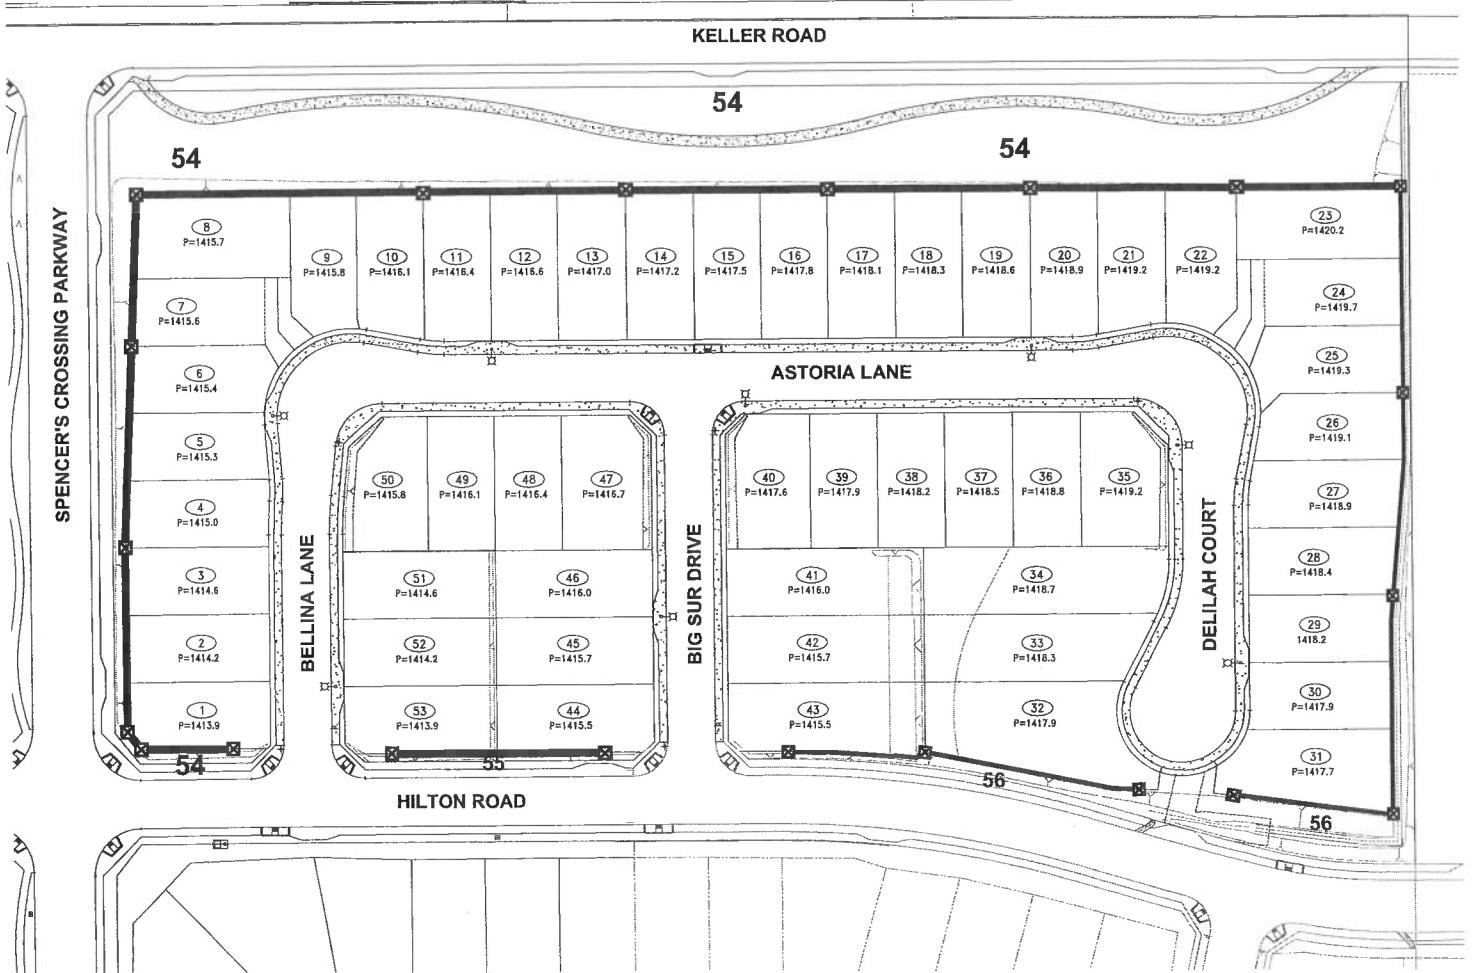 KELLER ROAD
54
54
54
SPENCER'S CROSSING PARKWAY
8
P=1415.7
9
P=1415.8
10
P=1416.1
11
P=1416.4
12
P=1416.6
13
P=1417.0
14
P=1417.2
15
P=1417.5
16
P=1417.8
17
P=1418.1
18
P=1418.3
19
P=1418.6
20
P=1418.9
21
P=1419.2
22
P=1419.2
23
P=1420.2
7
P=1415.6
24
P=1419.7
6
P=1415.4
ASTORIA LANE
25
P=1419.3
5
P=1415.3
26
P=1419.1
4
P=1415.0
50
P=1415.8
49
P=1416.1
48
P=1416.4
47
P=1416.7
40
P=1417.6
39
P=1417.9
38
P=1418.2
37
P=1418.5
36
P=1418.8
35
P=1419.2
27
P=1418.9
BELLINA LANE
BIG SUR DRIVE
DELILAH COURT
3
P=1414.6
51
P=1414.6
46
P=1416.0
41
P=1416.0
34
P=1418.7
28
P=1418.4
2
P=1414.2
52
P=1414.2
45
P=1415.7
42
P=1415.7
33
P=1418.3
29
1418.2
1
P=1413.9
53
P=1413.9
44
P=1415.5
43
P=1415.5
32
P=1417.9
30
P=1417.9
31
P=1417.7
54
55
56
56
HILTON ROAD